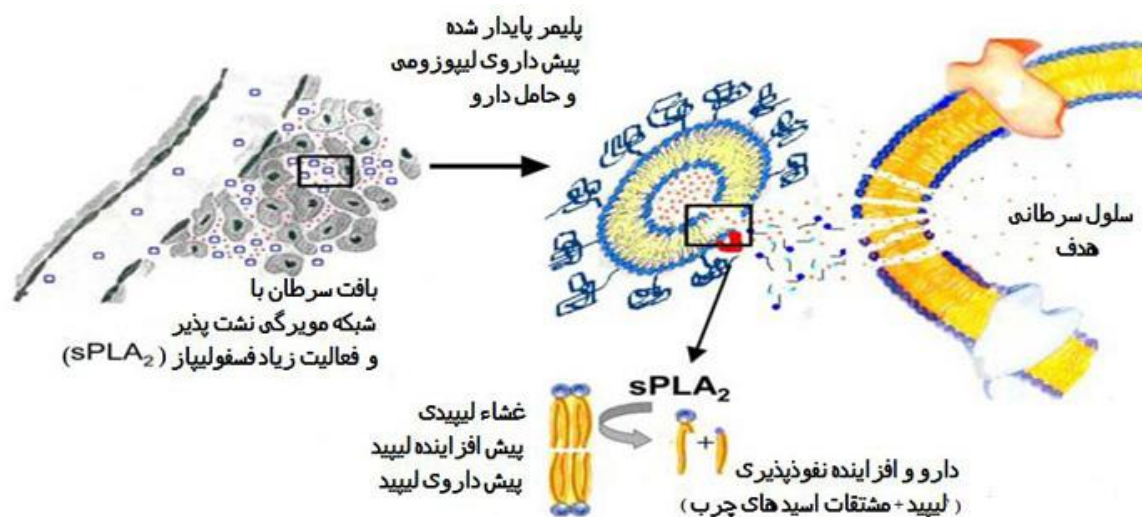 پلیمر پایدار شده
پیش داروی لیپوزومی
و حامل دارو
سلول سرطانی
هدف
بافت سرطان با
شبکه مویرگی نشت پذیر
و فعالیت زیاد فسفولیپاز (sPLA₂)
sPLA₂
غشاء لیپیدی
پیش افزاینده لیپید
پیش داروی لیپید
+
دارو و افزاینده نفوذپذیری
(لیپید + مشتقات اسید های چرب)